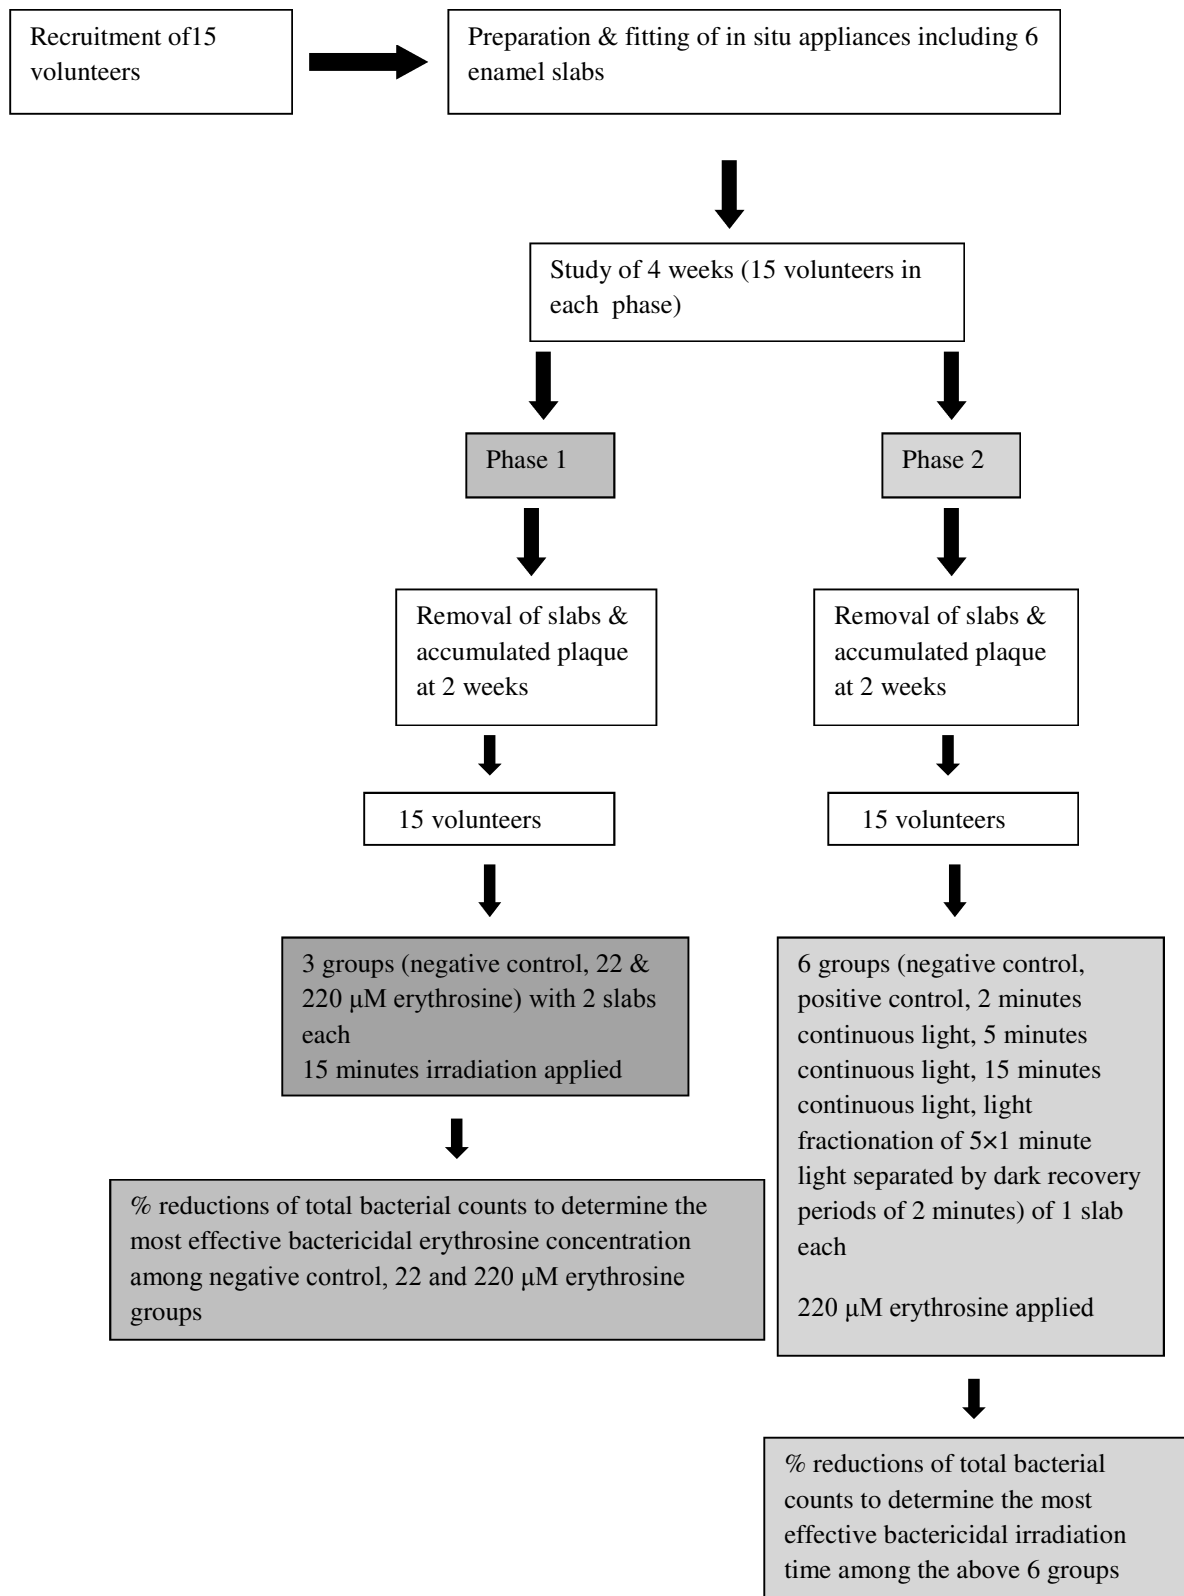 Recruitment of15
volunteers
Preparation & fitting of in situ appliances including 6
enamel slabs
Study of 4 weeks (15 volunteers in
each phase)
Phase 1
Phase 2
Removal of slabs &
accumulated plaque
at 2 weeks
Removal of slabs &
accumulated plaque
at 2 weeks
15 volunteers
15 volunteers
3 groups (negative control, 22 &
220 μM erythrosine) with 2 slabs
each
15 minutes irradiation applied
6 groups (negative control,
positive control, 2 minutes
continuous light, 5 minutes
continuous light, 15 minutes
continuous light, light
fractionation of 5×1 minute
light separated by dark recovery
periods of 2 minutes) of 1 slab
each
220 μM erythrosine applied
% reductions of total bacterial counts to determine the
most effective bactericidal erythrosine concentration
among negative control, 22 and 220 μM erythrosine
groups
% reductions of total bacterial
counts to determine the most
effective bactericidal irradiation
time among the above 6 groups